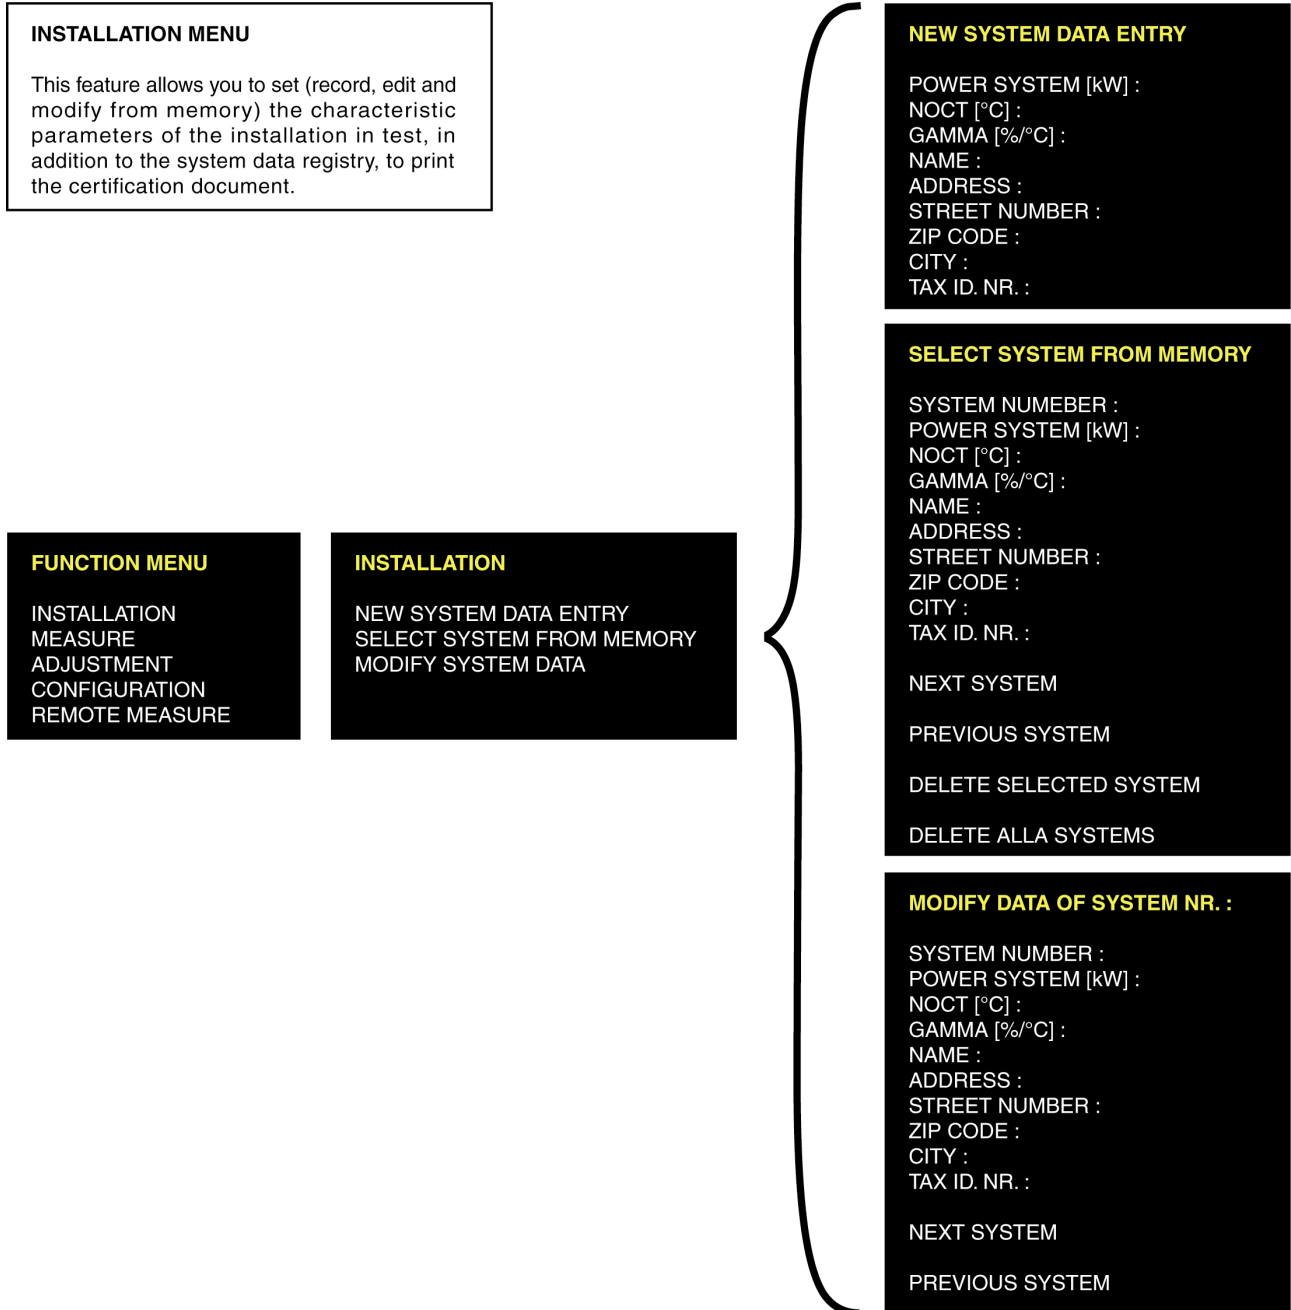 INSTALLATION MENU
This feature allows you to set (record, edit and
modify from memory) the characteristic
parameters of the installation in test, in
addition to the system data registry, to print
the certification document.
FUNCTION MENU
INSTALLATION
MEASURE
ADJUSTMENT
CONFIGURATION
REMOTE MEASURE
INSTALLATION
NEW SYSTEM DATA ENTRY
SELECT SYSTEM FROM MEMORY
MODIFY SYSTEM DATA
NEW SYSTEM DATA ENTRY
POWER SYSTEM [kW] :
NOCT [°C] :
GAMMA [%/°C] :
NAME :
ADDRESS :
STREET NUMBER :
ZIP CODE :
CITY :
TAX ID. NR. :
SELECT SYSTEM FROM MEMORY
SYSTEM NUMEBER :
POWER SYSTEM [kW] :
NOCT [°C] :
GAMMA [%/°C] :
NAME :
ADDRESS :
STREET NUMBER :
ZIP CODE :
CITY :
TAX ID. NR. :
NEXT SYSTEM
PREVIOUS SYSTEM
DELETE SELECTED SYSTEM
DELETE ALLA SYSTEMS
MODIFY DATA OF SYSTEM NR. :
SYSTEM NUMBER :
POWER SYSTEM [kW] :
NOCT [°C] :
GAMMA [%/°C] :
NAME :
ADDRESS :
STREET NUMBER :
ZIP CODE :
CITY :
TAX ID. NR. :
NEXT SYSTEM
PREVIOUS SYSTEM